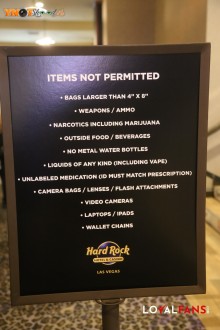 ITEMS NOT PERMITTED
• BAGS LARGER THAN 4" X 8"
• WEAPONS / AMMO
• NARCOTICS INCLUDING MARIJUANA
• OUTSIDE FOOD / BEVERAGES
• NO METAL WATER BOTTLES
• LIQUIDS OF ANY KIND (INCLUDING VAPE)
• UNLABELED MEDICATION (ID MUST MATCH PRESCRIPTION)
• CAMERA BAGS / LENSES / FLASH ATTACHMENTS
• VIDEO CAMERAS
• LAPTOPS / IPADS
• WALLET CHAINS
Hard Rock
HOTEL & CASINO
LAS VEGAS
LOYALFANS